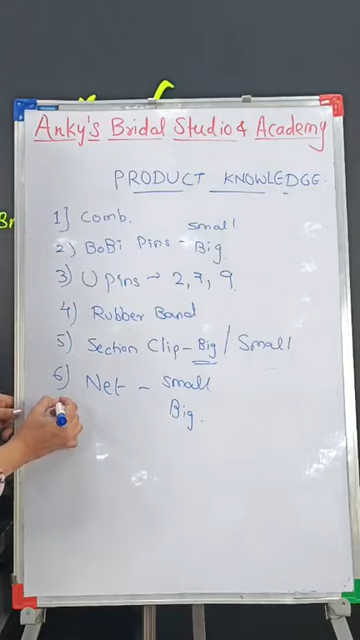 Anky's Bridal Studio & Academy
PRODUCT KNOWLEDGE.
1] Comb.
2) BoBi Pins - small
Big
3) U pins → 2, 7, 9
4) Rubber Band
5) Section Clip - Big / Small
6) Net - small
Big.